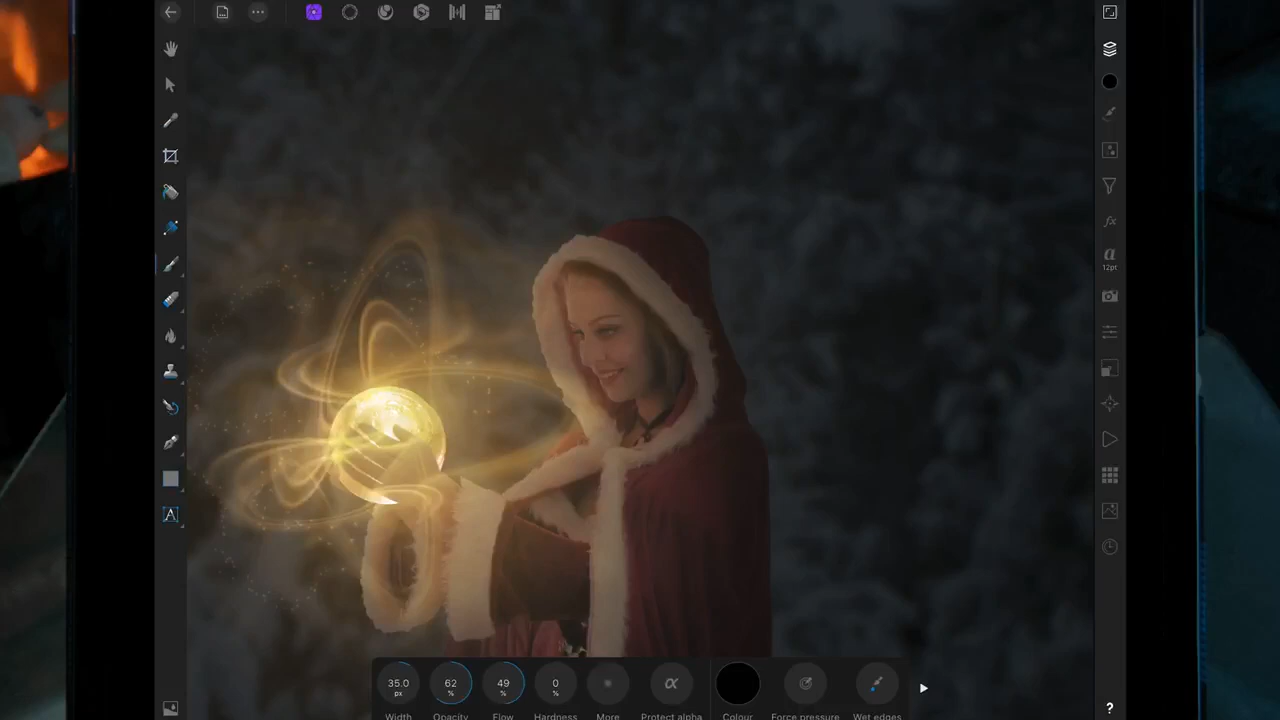 12pt
A
35.0
px
62
%
49
%
0
%
Width
Opacity
Flow
Hardness
More
Protect alpha
Colour
Force pressure
Wet edges
?